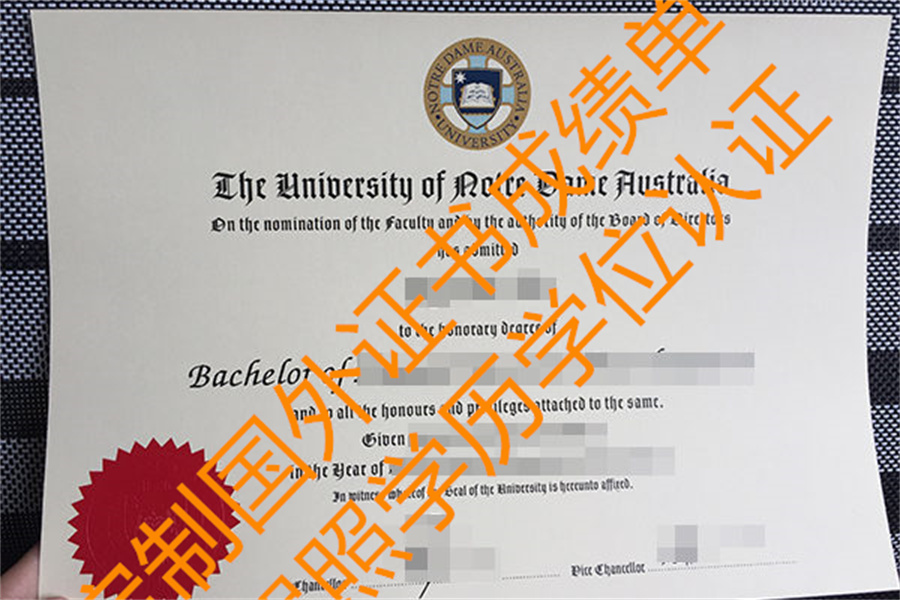 NOTRE DAME AUSTRALIA
UNIVERSITY
The University of Notre Dame Australia
On the nomination of the Faculty and by the authority of the Board of Directors
has admitted
to the honorary degree of
Bachelor of
and to all the honours and privileges attached to the same.
Given
in the Year of
In witness whereof the Seal of the University is hereunto affixed.
Chancellor
Vice Chancellor
定制国外证书成绩单
照学历学位认证